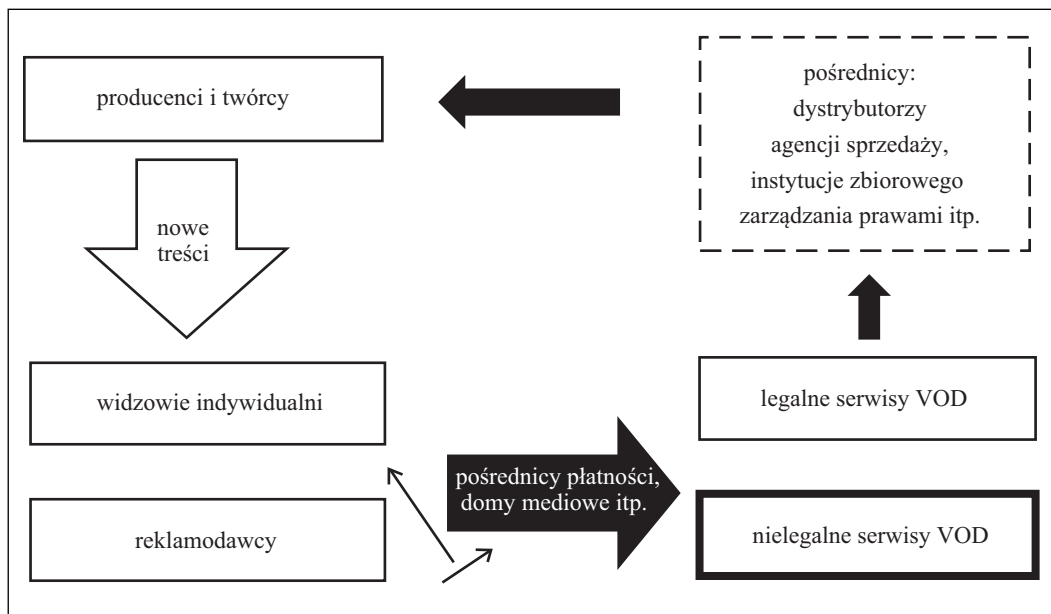 producenci i twórcy
pośrednicy:
dystrybutorzy
agencji sprzedaży,
instytucje zbiorowego
zarządzania prawami itp.
nowe
treści
widzowie indywidualni
legalne serwisy VOD
pośrednicy płatności,
domy mediowe itp.
reklamodawcy
nielegalne serwisy VOD